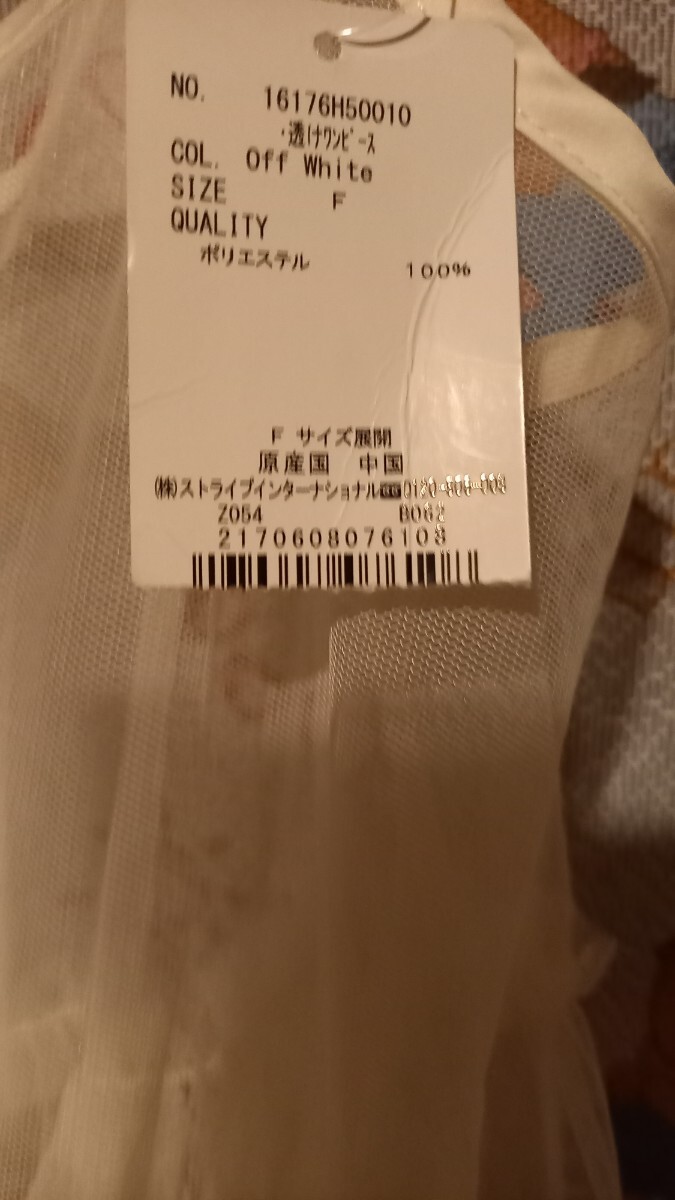 NO. 16176H50010
・透けﾜﾝﾋﾟｰｽ
COL. Off White
SIZE F
QUALITY
ポリエステル 100%
F サイズ展開
原産国 中国
(株)ストライプインターナショナル
Z054 B062
2170608076108